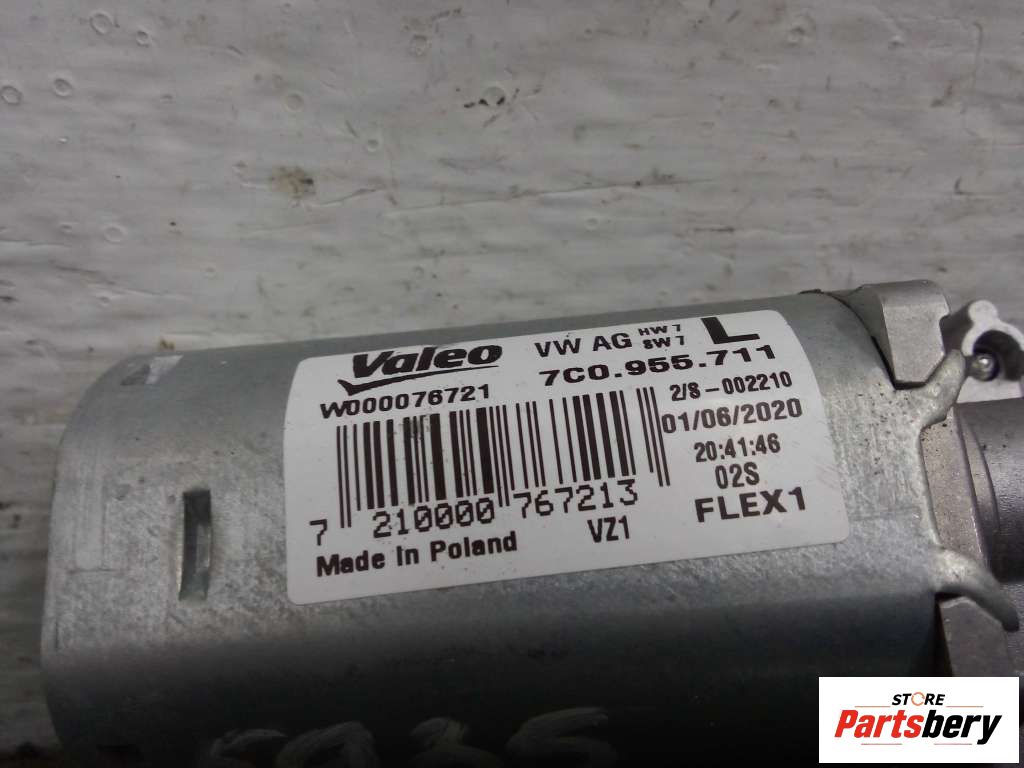 Valeo VW AG HW 7 L
SW 7
W000076721 7C0.955.711
2/S-002210
01/06/2020
20:41:46
02S
7 210000 767213
FLEX1
Made In Poland VZ1
STORE
Partsbery